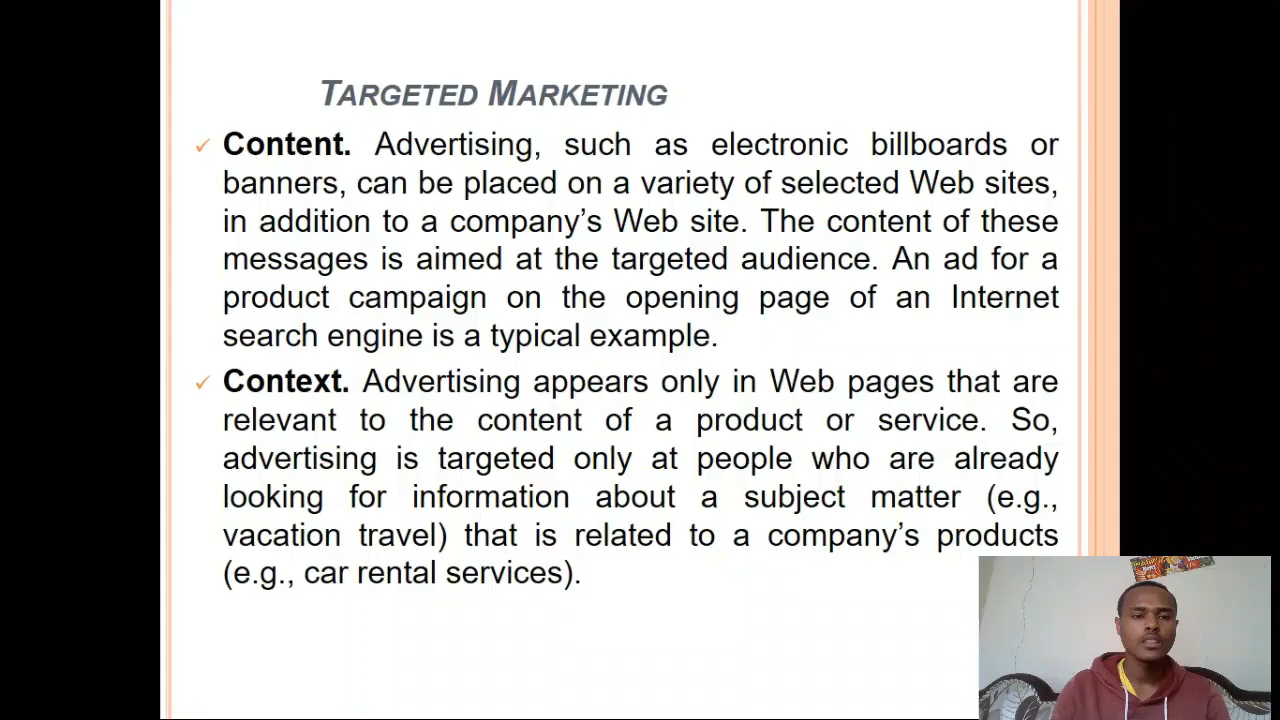 TARGETED MARKETING
✓ Content. Advertising, such as electronic billboards or
banners, can be placed on a variety of selected Web sites,
in addition to a company’s Web site. The content of these
messages is aimed at the targeted audience. An ad for a
product campaign on the opening page of an Internet
search engine is a typical example.
✓ Context. Advertising appears only in Web pages that are
relevant to the content of a product or service. So,
advertising is targeted only at people who are already
looking for information about a subject matter (e.g.,
vacation travel) that is related to a company’s products
(e.g., car rental services).